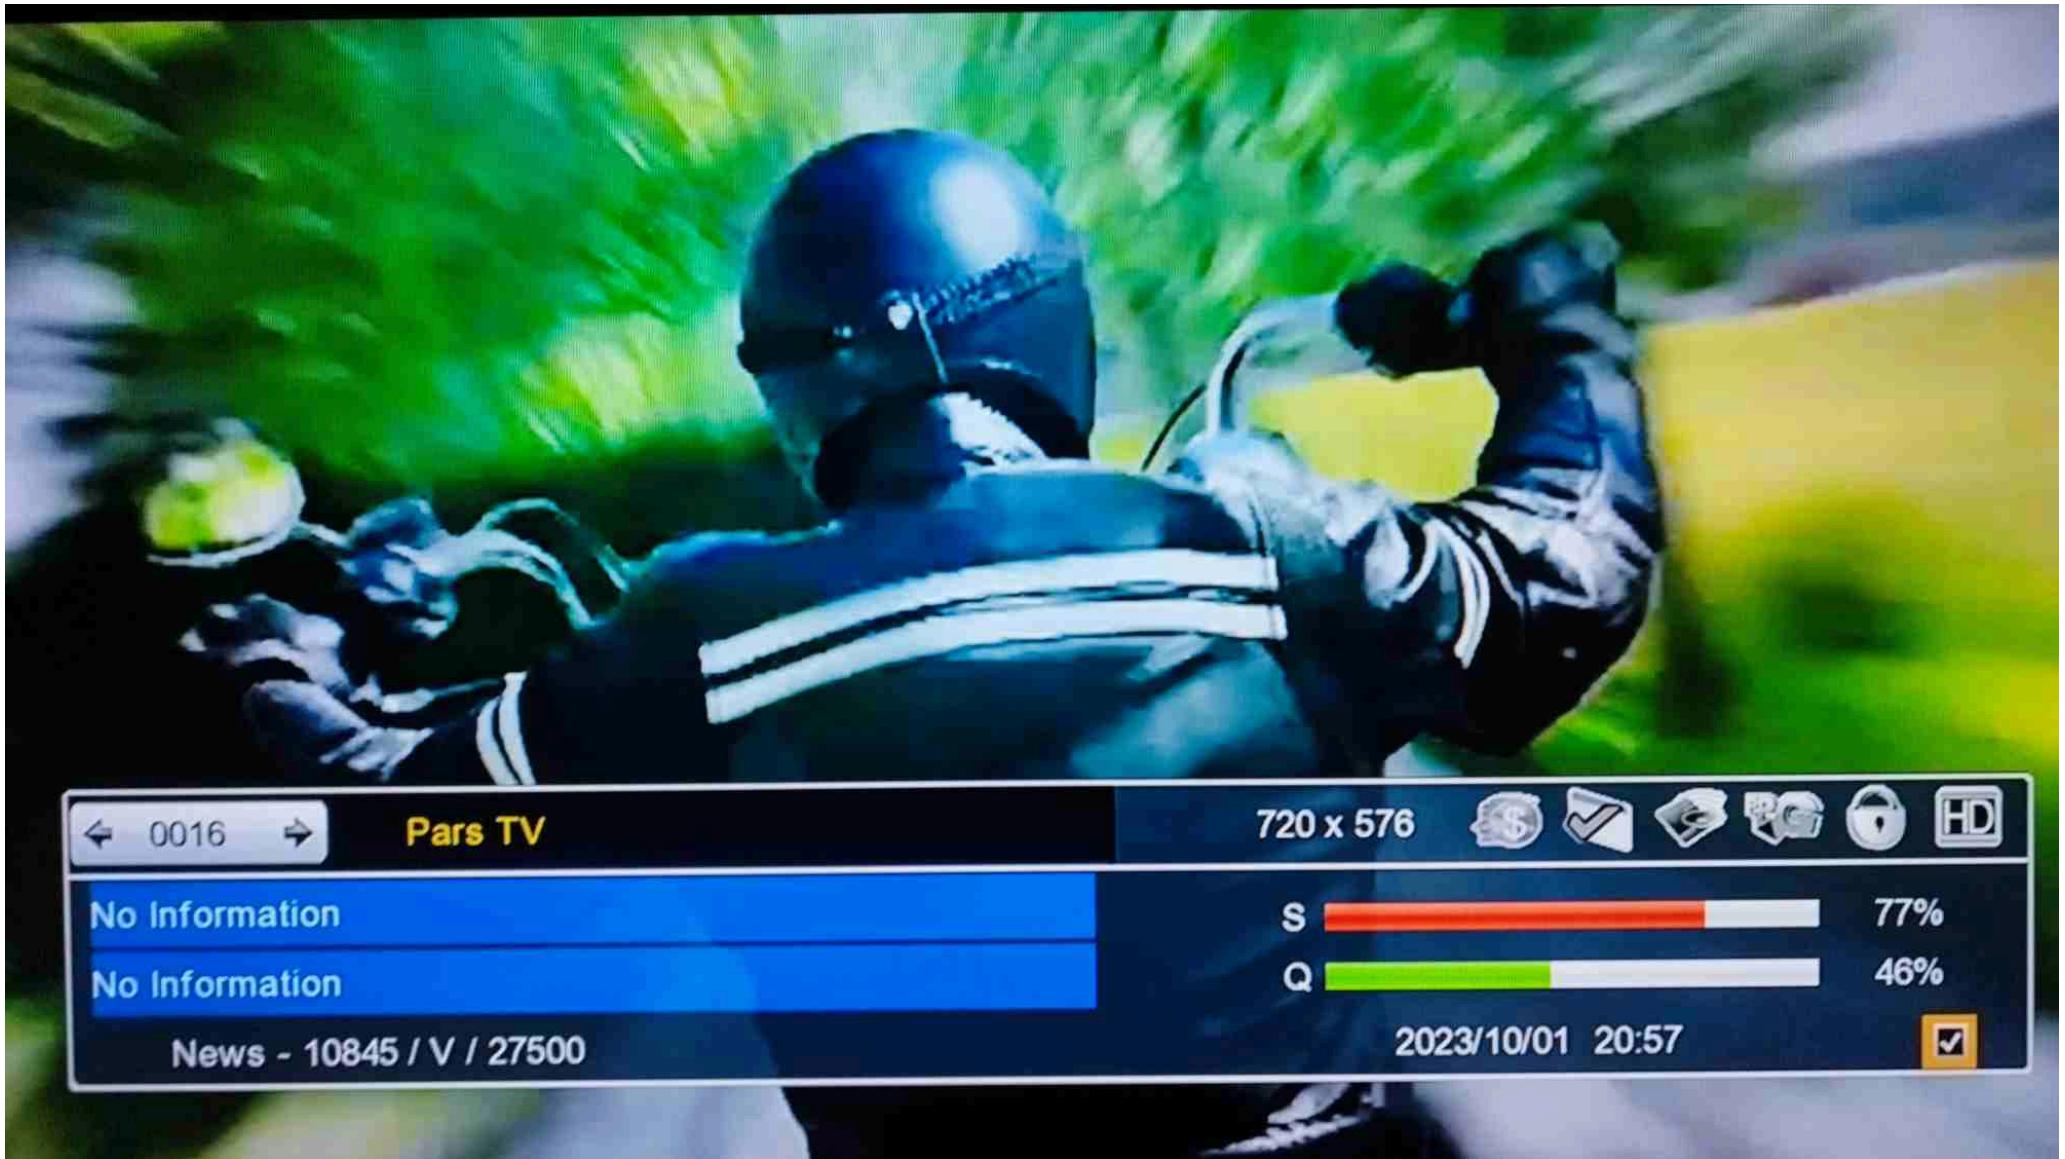 0016
Pars TV
720 x 576
HD
No Information
S 77%
No Information
Q 46%
News - 10845 / V / 27500
2023/10/01 20:57